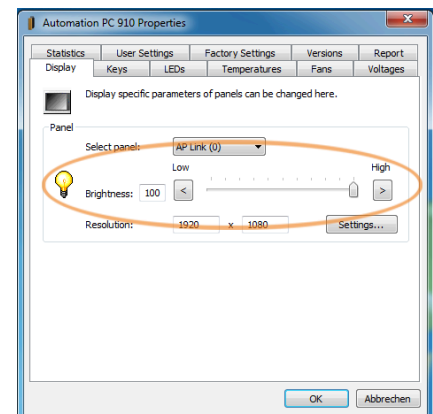 Automation PC 910 Properties
Statistics User Settings Factory Settings Versions Report
Display Keys LEDs Temperatures Fans Voltages
Display specific parameters of panels can be changed here.
Panel
Select panel: AP Link (0)
Low High
Brightness: 100 < >
Resolution: 1920 x 1080 Settings...
OK Abbrechen